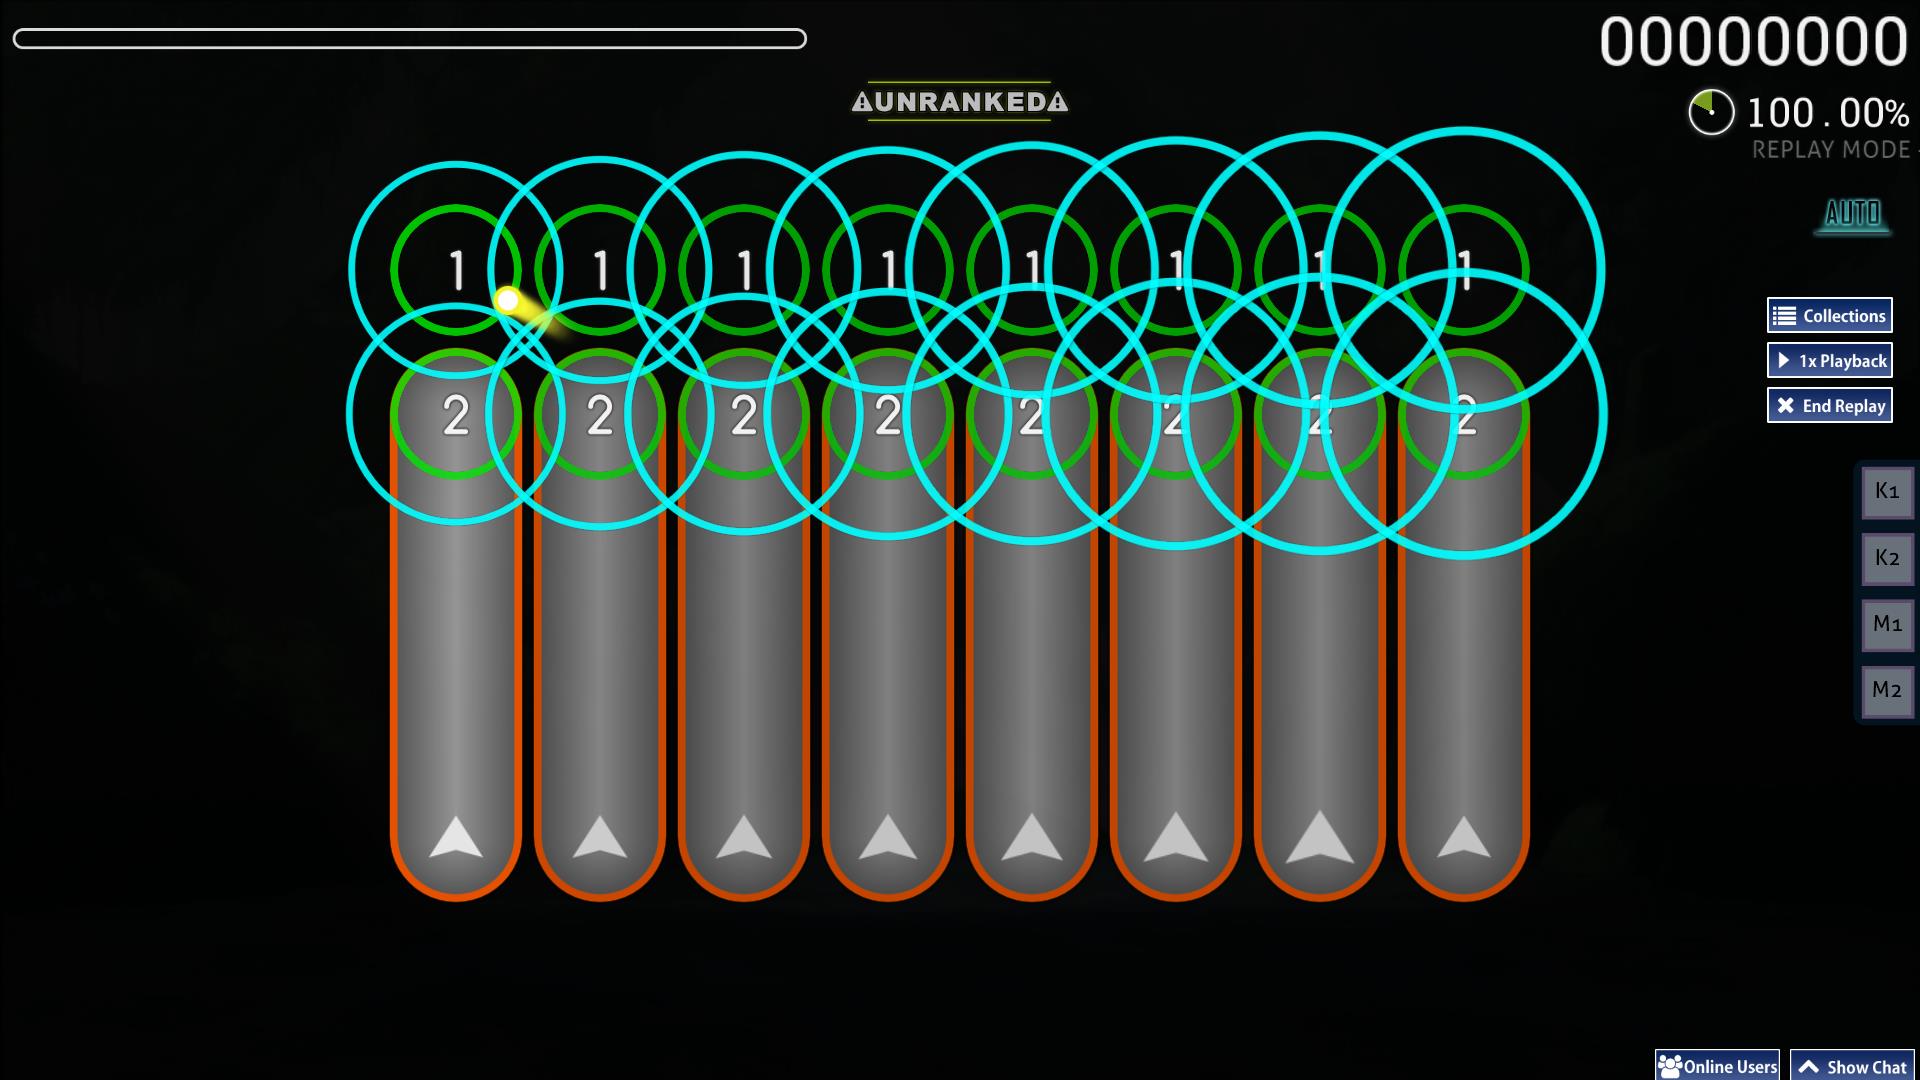 00000000
⚠UNRANKED⚠
100.00%
REPLAY MODE -
AUTO
1 1 1 1 1 1 1 1
Collections
1x Playback
2 2 2 2 2 2 2 2
End Replay
K1
K2
M1
M2
Online Users
Show Chat